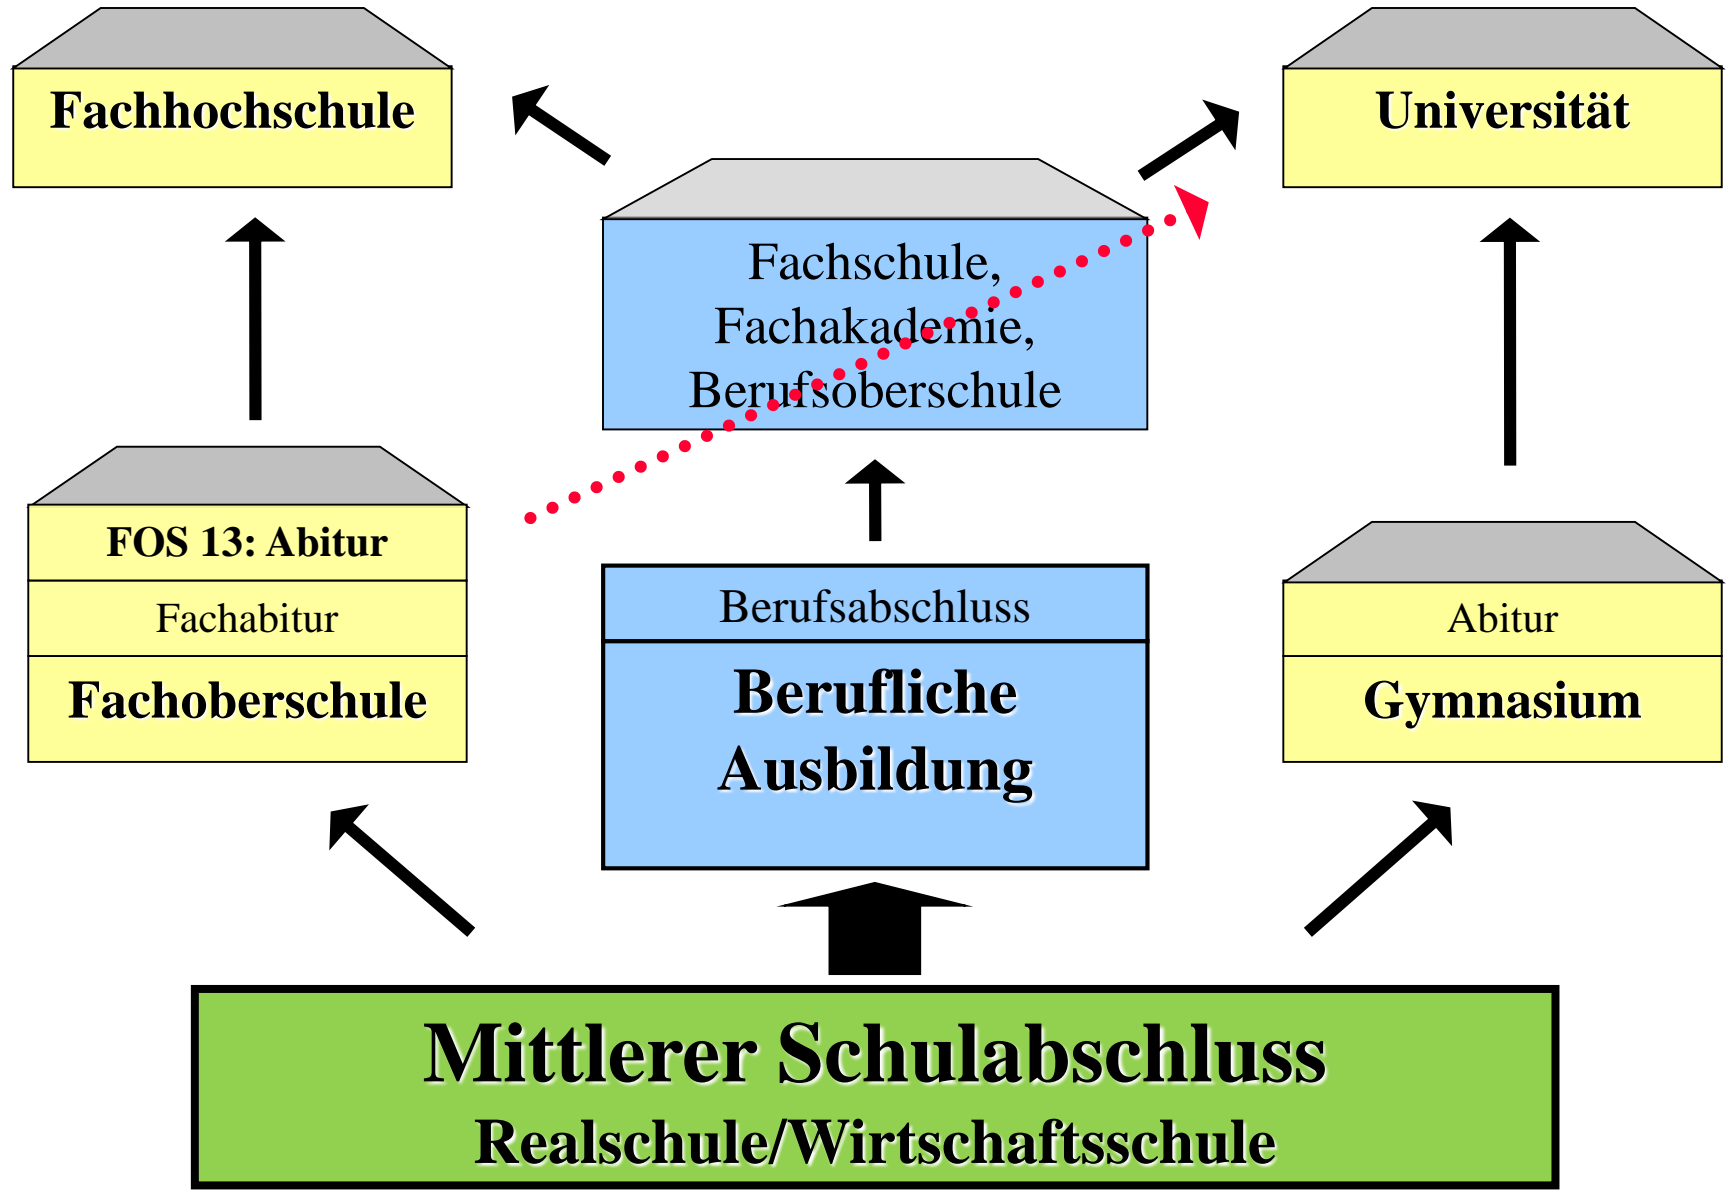 Fachhochschule
Universität
Fachschule,
Fachakademie,
Berufsoberschule
FOS 13: Abitur
Fachabitur
Fachoberschule
Berufsabschluss
Berufliche
Ausbildung
Abitur
Gymnasium
Mittlerer Schulabschluss
Realschule/Wirtschaftsschule